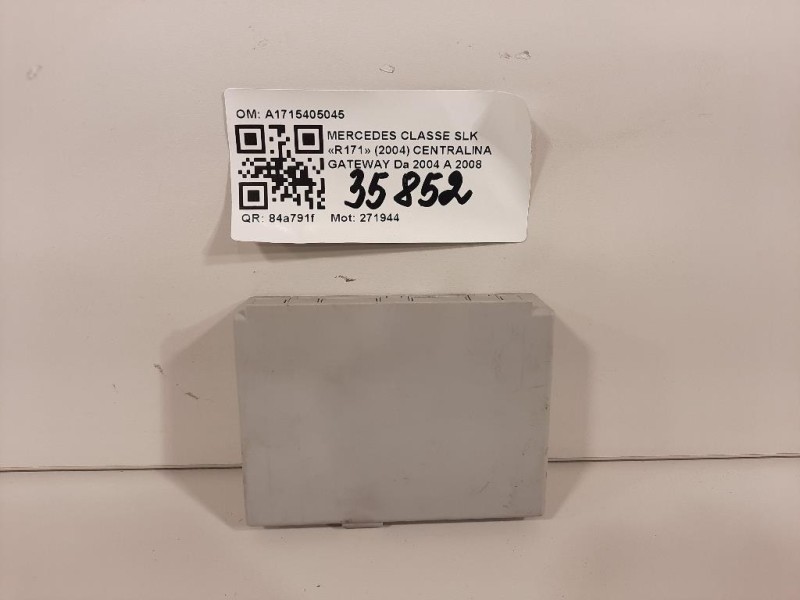 OM: A1715405045
MERCEDES CLASSE SLK
«R171» (2004) CENTRALINA
GATEWAY Da 2004 A 2008
35852
QR: 84a791f Mot: 271944